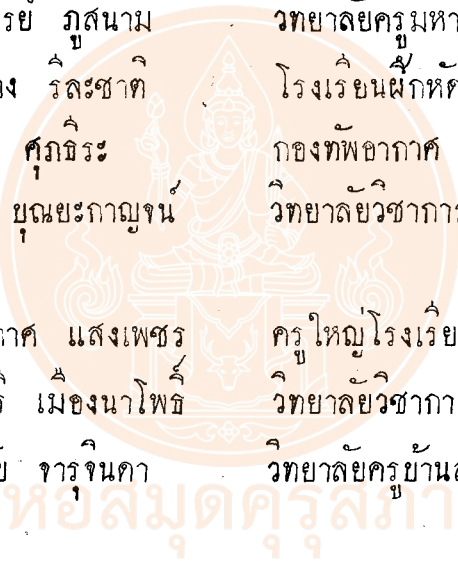 รย์ ภูสนาม วิทยาลัยครูมหา
ง ริละชาติ โรงเรียนฝึกหัด
ศุภธิระ กองทัพอากาศ
บุณยะกาญจน์ วิทยาลัยวิชาการ
าศ แสงเพชร ครูใหญ่โรงเรีย
ริ เมืองนาโพธิ์ วิทยาลัยวิชากา
ย จารุจินดา วิทยาลัยครูบ้าน
หอสมุดคุรุสภา